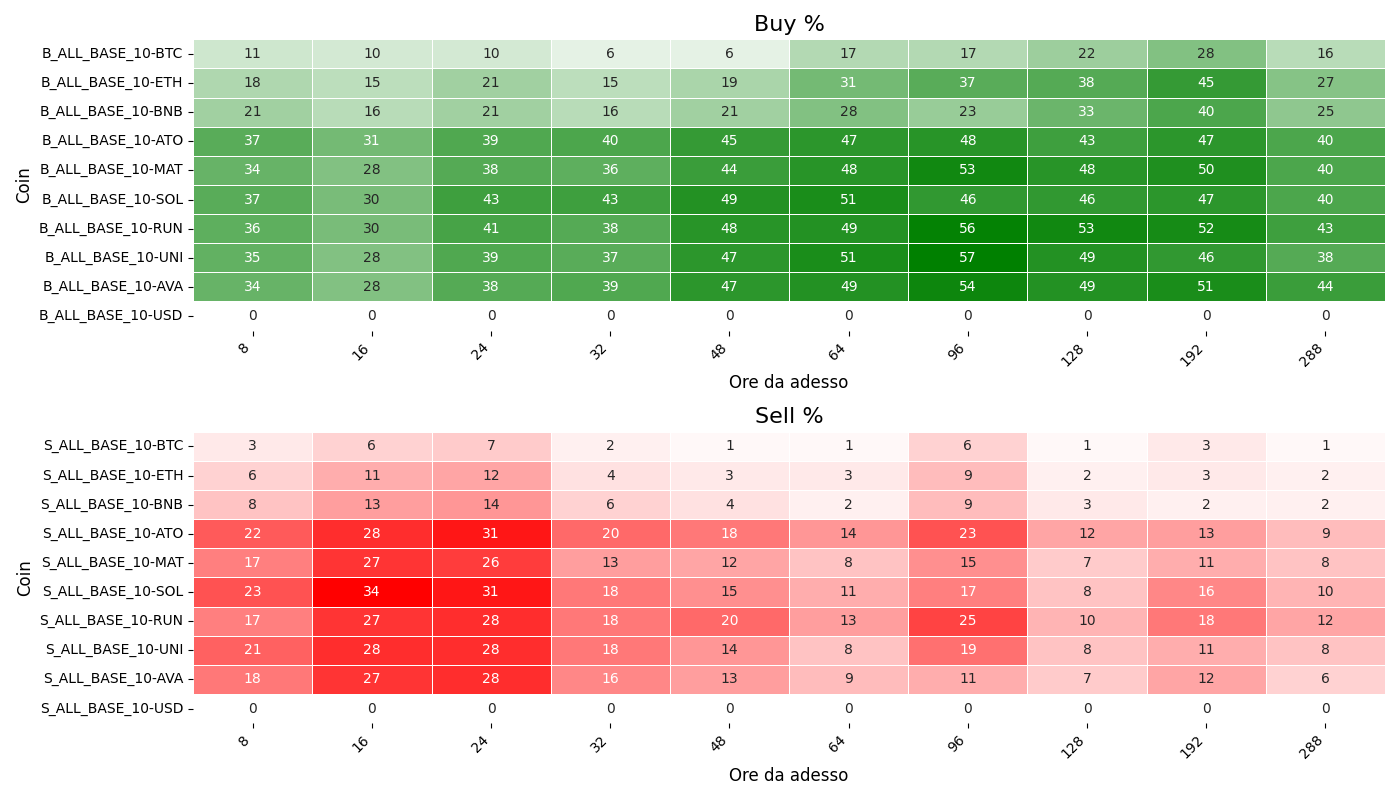 Buy %
Coin
B_ALL_BASE_10-BTC 11 10 10 6 6 17 17 22 28 16
B_ALL_BASE_10-ETH 18 15 21 15 19 31 37 38 45 27
B_ALL_BASE_10-BNB 21 16 21 16 21 28 23 33 40 25
B_ALL_BASE_10-ATO 37 31 39 40 45 47 48 43 47 40
B_ALL_BASE_10-MAT 34 28 38 36 44 48 53 48 50 40
B_ALL_BASE_10-SOL 37 30 43 43 49 51 46 46 47 40
B_ALL_BASE_10-RUN 36 30 41 38 48 49 56 53 52 43
B_ALL_BASE_10-UNI 35 28 39 37 47 51 57 49 46 38
B_ALL_BASE_10-AVA 34 28 38 39 47 49 54 49 51 44
B_ALL_BASE_10-USD 0 0 0 0 0 0 0 0 0 0
8 16 24 32 48 64 96 128 192 288
Ore da adesso
Sell %
Coin
S_ALL_BASE_10-BTC 3 6 7 2 1 1 6 1 3 1
S_ALL_BASE_10-ETH 6 11 12 4 3 3 9 2 3 2
S_ALL_BASE_10-BNB 8 13 14 6 4 2 9 3 2 2
S_ALL_BASE_10-ATO 22 28 31 20 18 14 23 12 13 9
S_ALL_BASE_10-MAT 17 27 26 13 12 8 15 7 11 8
S_ALL_BASE_10-SOL 23 34 31 18 15 11 17 8 16 10
S_ALL_BASE_10-RUN 17 27 28 18 20 13 25 10 18 12
S_ALL_BASE_10-UNI 21 28 28 18 14 8 19 8 11 8
S_ALL_BASE_10-AVA 18 27 28 16 13 9 11 7 12 6
S_ALL_BASE_10-USD 0 0 0 0 0 0 0 0 0 0
8 16 24 32 48 64 96 128 192 288
Ore da adesso